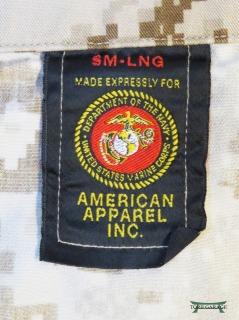 SM-LNG
MADE EXPRESSLY FOR
DEPARTMENT OF THE NAVY
UNITED STATES MARINE CORPS
AMERICAN
APPAREL
INC.